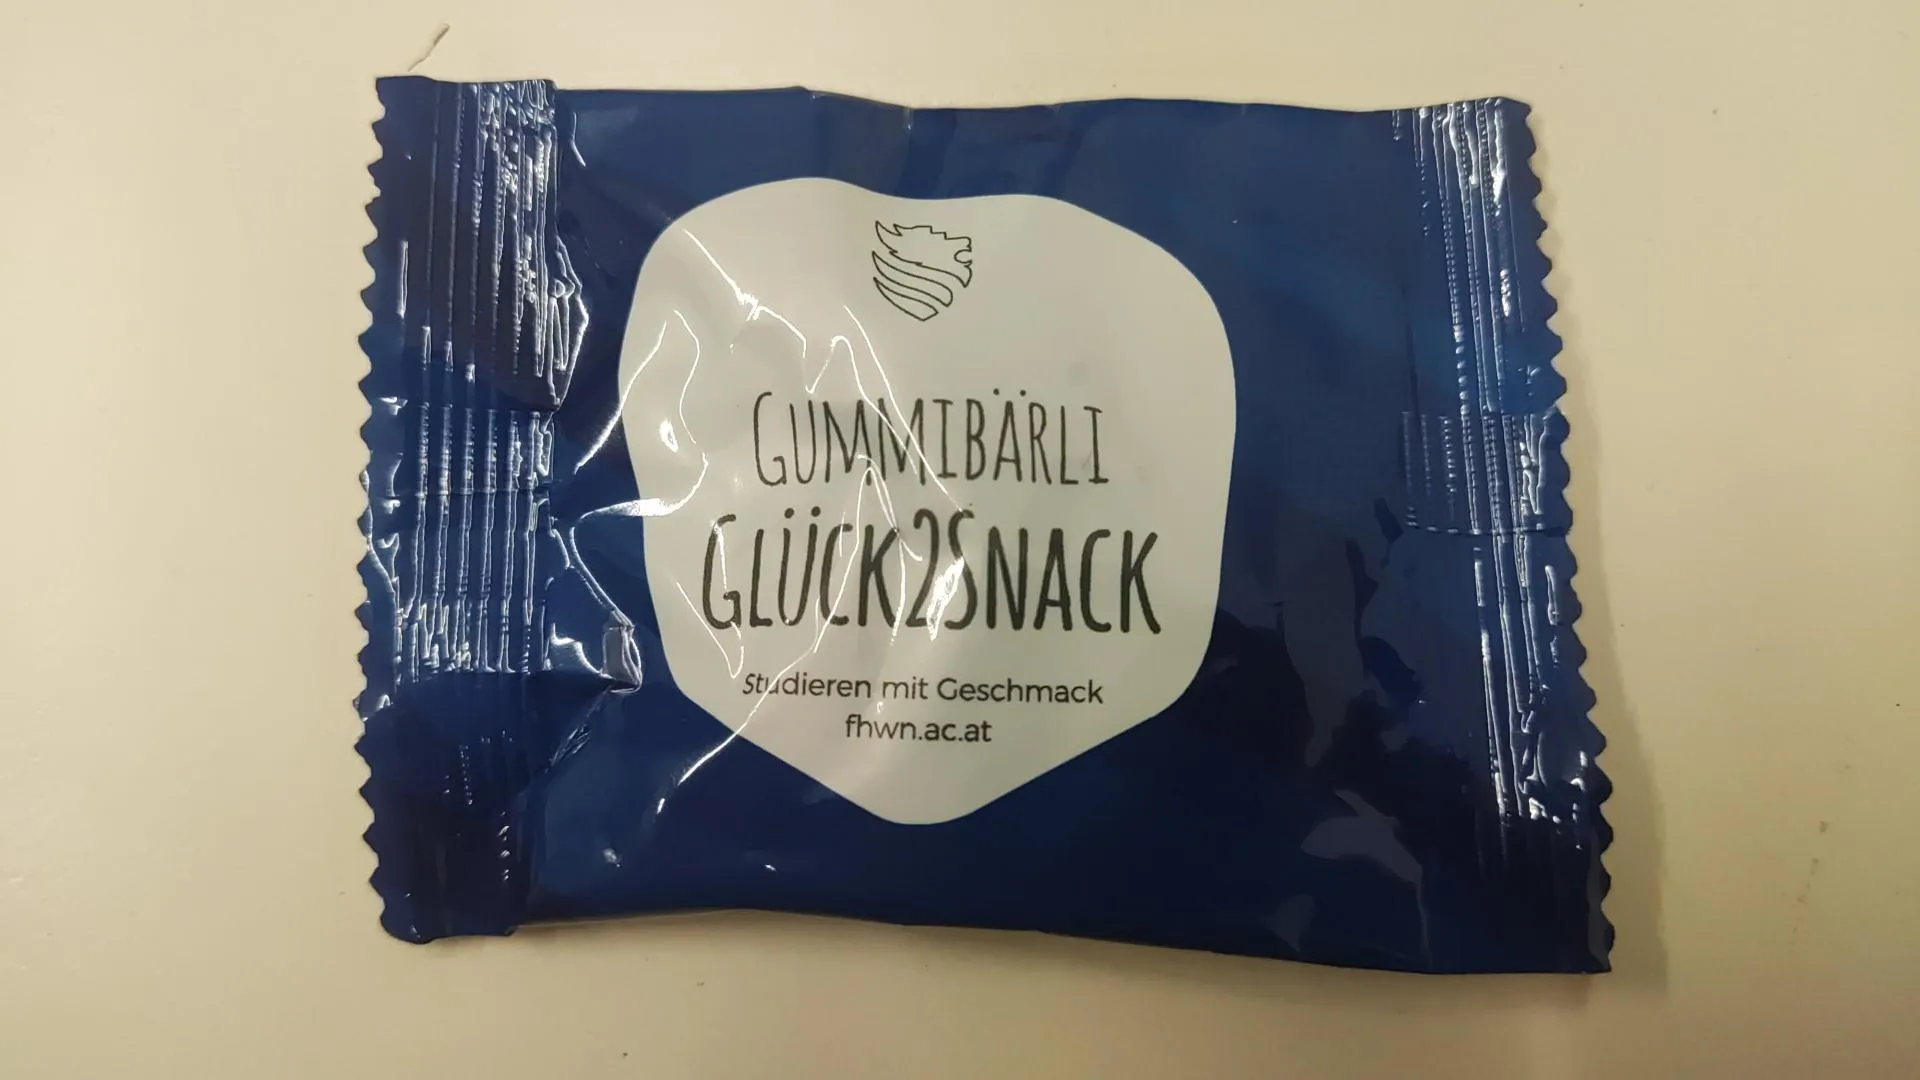 GUMMIBÄRLI
GLÜCK2SNACK
Studieren mit Geschmack
fhwn.ac.at